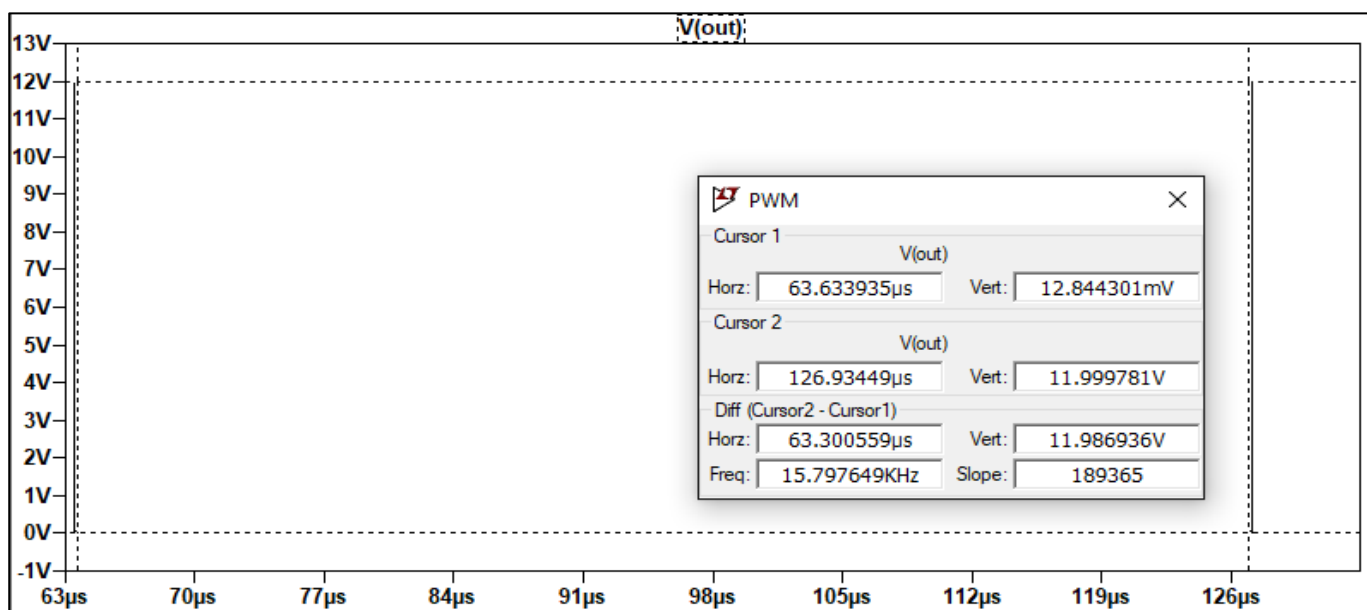 V(out)
13V
12V
11V
10V
9V
8V
7V
6V
5V
4V
3V
2V
1V
0V
-1V
63µs 70µs 77µs 84µs 91µs 98µs 105µs 112µs 119µs 126µs
PWM
Cursor 1
V(out)
Horz: 63.633935µs Vert: 12.844301mV
Cursor 2
V(out)
Horz: 126.93449µs Vert: 11.999781V
Diff (Cursor2 - Cursor1)
Horz: 63.300559µs Vert: 11.986936V
Freq: 15.797649KHz Slope: 189365